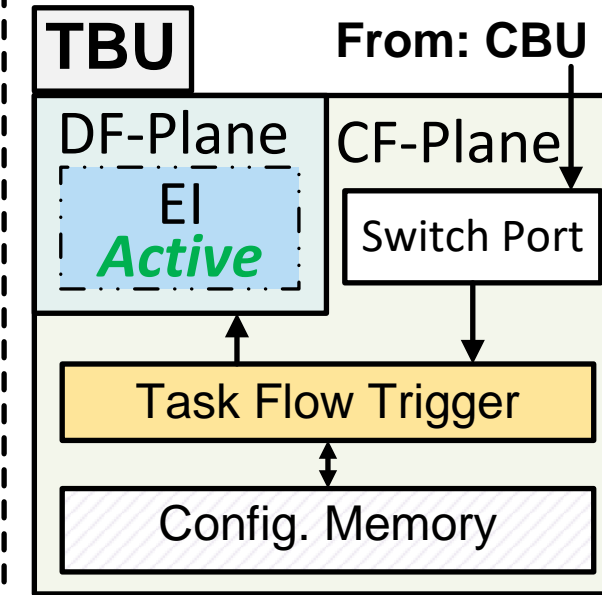 TBU
From: CBU
DF-Plane
CF-Plane
EI
Active
Switch Port
Task Flow Trigger
Config. Memory